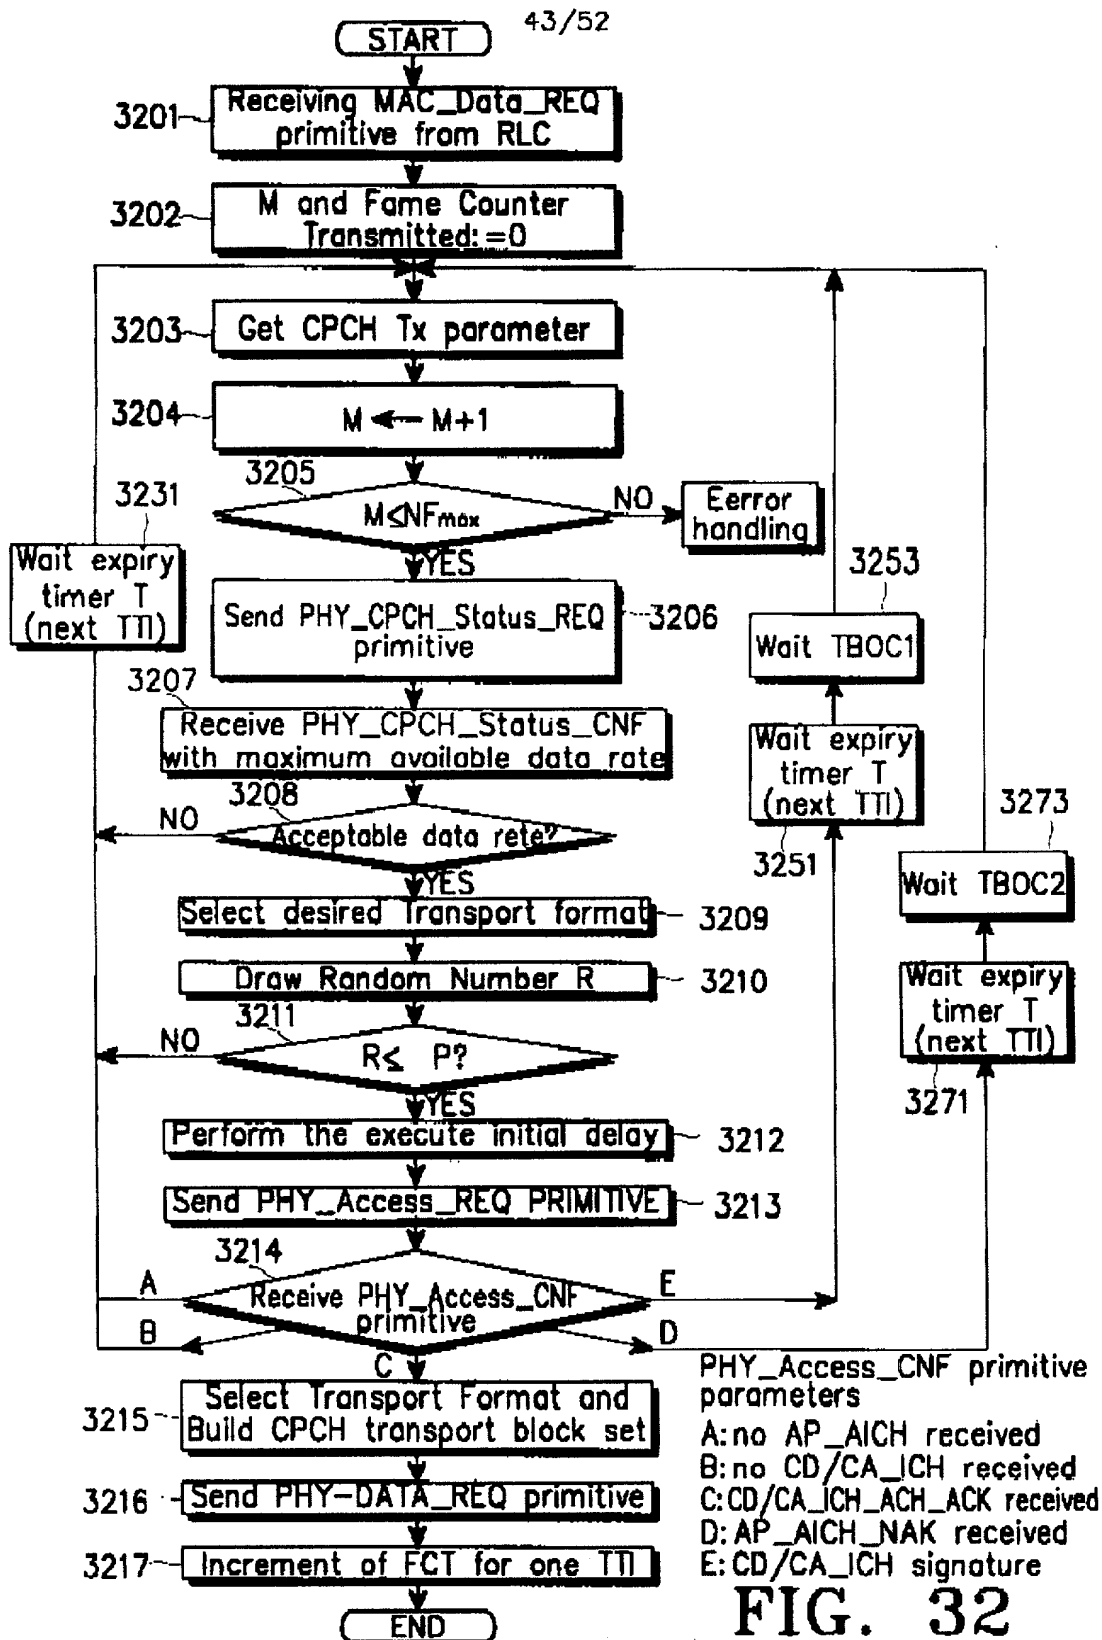 43/52
START
3201
Receiving MAC_Data_REQ
primitive from RLC
3202
M and Fame Counter
Transmitted:=0
3203
Get CPCH Tx parameter
3204
M ← M+1
3205
M≤NFmax
NO
Eerror
handling
YES
3231
Wait expiry
timer T
(next TTI)
Send PHY_CPCH_Status_REQ
primitive
3206
3253
Wait TBOC1
3207
Receive PHY_CPCH_Status_CNF
with maximum available data rate
Wait expiry
timer T
(next TTI)
3251
3208
NO
Acceptable data rete?
YES
3273
Wait TBOC2
Select desired Transport format
3209
Draw Random Number R
3210
Wait expiry
timer T
(next TTI)
3271
3211
NO
R≤ P?
YES
Perform the execute initial delay
3212
Send PHY_Access_REQ PRIMITIVE
3213
3214
A
Receive PHY_Access_CNF
primitive
E
B
D
C
3215
Select Transport Format and
Build CPCH transport block set
3216
Send PHY-DATA_REQ primitive
3217
Increment of FCT for one TTI
END
PHY_Access_CNF primitive
parameters
A:no AP_AICH received
B:no CD/CA_ICH received
C:CD/CA_ICH_ACH_ACK received
D:AP_AICH_NAK received
E:CD/CA_ICH signature
FIG. 32